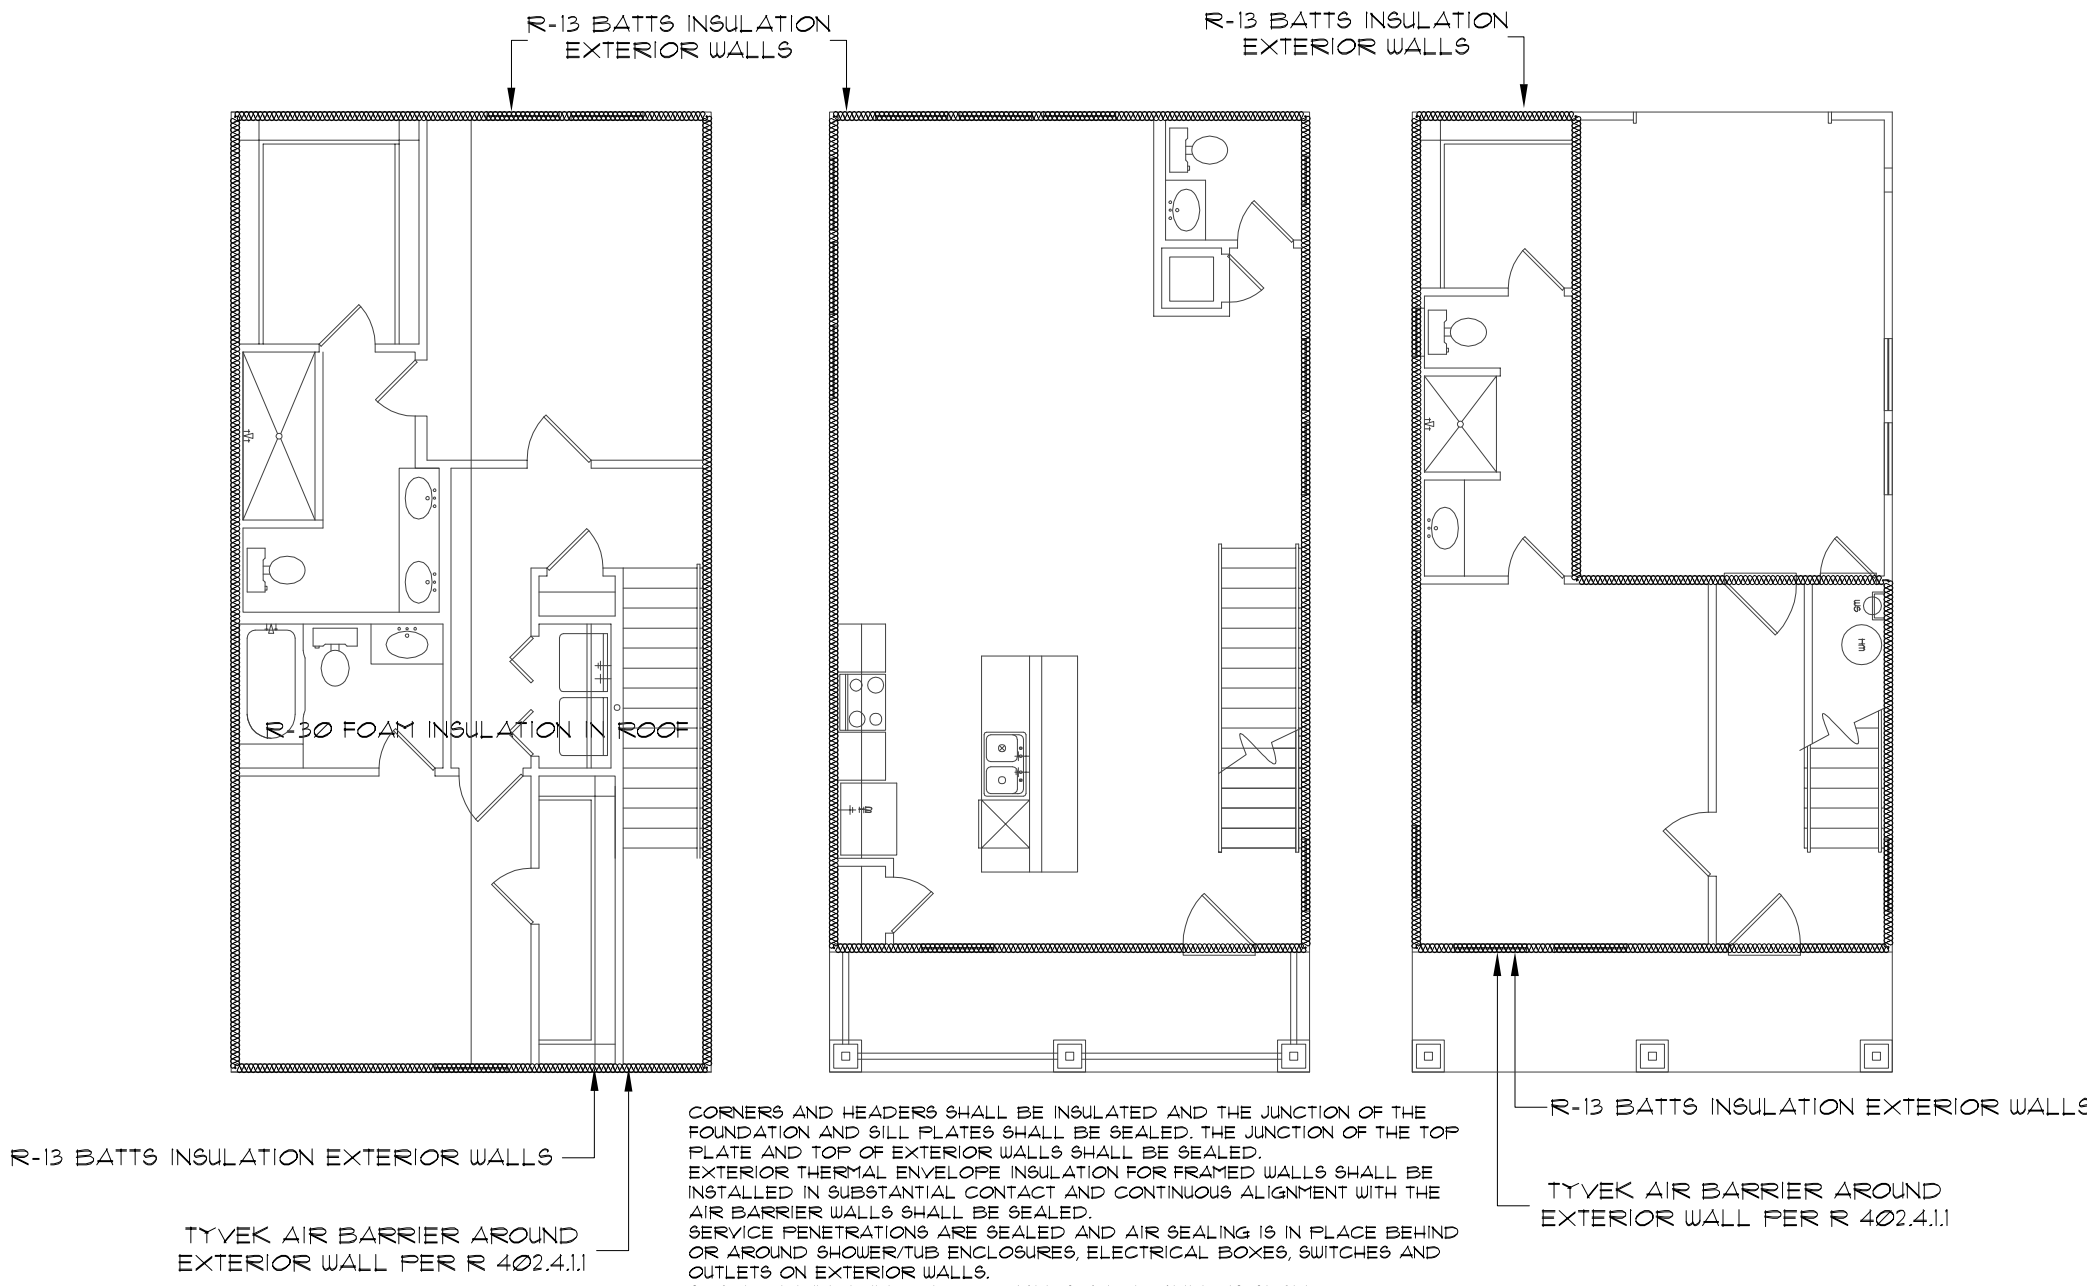 R-13 BATTS INSULATION
EXTERIOR WALLS
R-13 BATTS INSULATION
EXTERIOR WALLS
WS
HW
R-30 FOAM INSULATION IN ROOF
R-13 BATTS INSULATION EXTERIOR WALLS
TYVEK AIR BARRIER AROUND
EXTERIOR WALL PER R 402.4.1.1
CORNERS AND HEADERS SHALL BE INSULATED AND THE JUNCTION OF THE
FOUNDATION AND SILL PLATES SHALL BE SEALED. THE JUNCTION OF THE TOP
PLATE AND TOP OF EXTERIOR WALLS SHALL BE SEALED.
EXTERIOR THERMAL ENVELOPE INSULATION FOR FRAMED WALLS SHALL BE
INSTALLED IN SUBSTANTIAL CONTACT AND CONTINUOUS ALIGNMENT WITH THE
AIR BARRIER WALLS SHALL BE SEALED.
SERVICE PENETRATIONS ARE SEALED AND AIR SEALING IS IN PLACE BEHIND
OR AROUND SHOWER/TUB ENCLOSURES, ELECTRICAL BOXES, SWITCHES AND
OUTLETS ON EXTERIOR WALLS.
R-13 BATTS INSULATION EXTERIOR WALLS
TYVEK AIR BARRIER AROUND
EXTERIOR WALL PER R 402.4.1.1